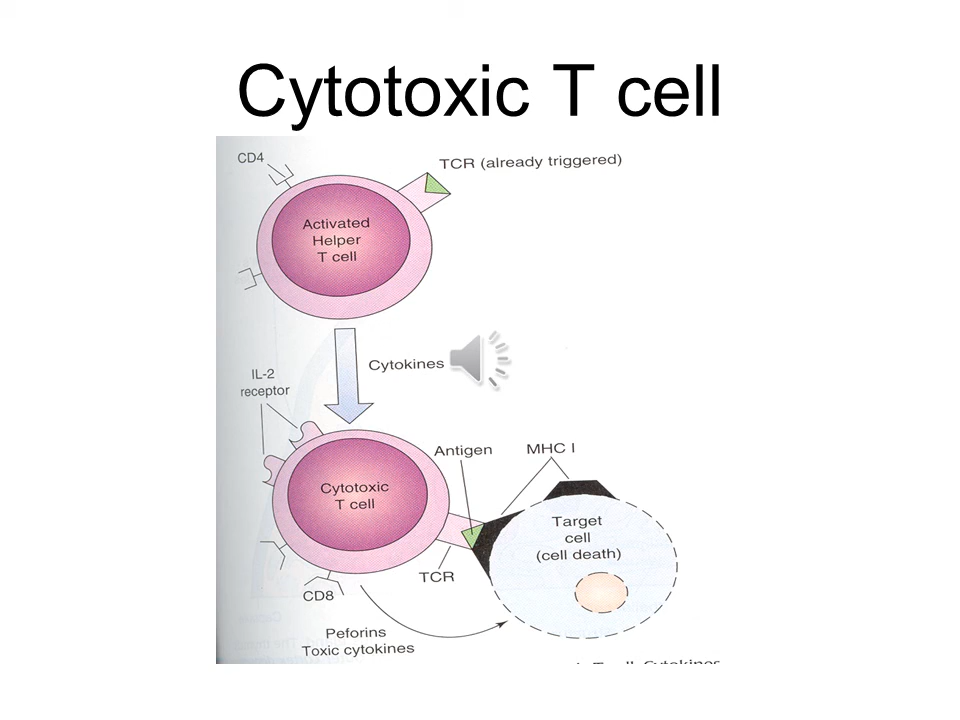 Cytotoxic T cell
CD4
TCR (already triggered)
Activated
Helper
T cell
Cytokines
IL-2
receptor
Antigen
MHC I
Cytotoxic
T cell
Target
cell
(cell death)
TCR
CD8
Peforins
Toxic cytokines